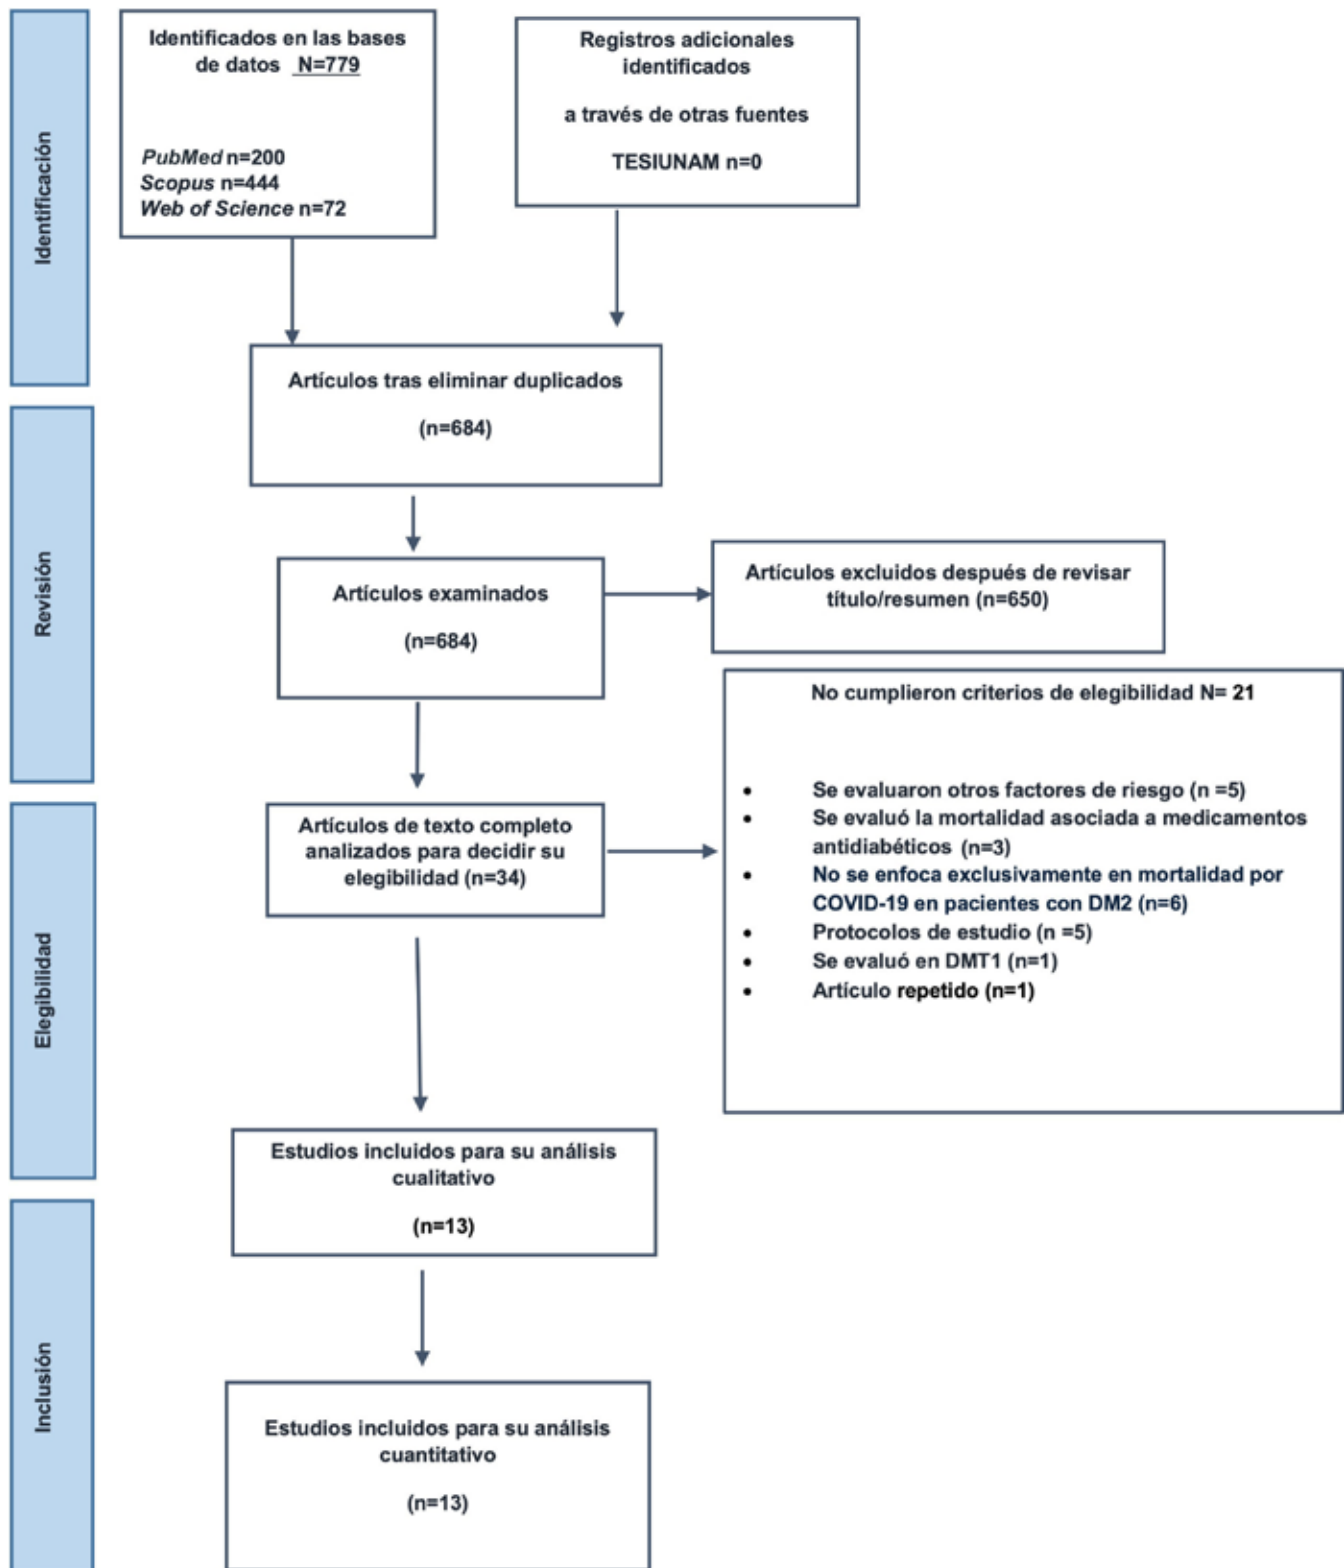 Identificación
Identificados en las bases
de datos N=779
PubMed n=200
Scopus n=444
Web of Science n=72
Registros adicionales
identificados
a través de otras fuentes
TESIUNAM n=0
Artículos tras eliminar duplicados
(n=684)
Revisión
Artículos examinados
(n=684)
Artículos excluidos después de revisar
título/resumen (n=650)
Elegibilidad
Artículos de texto completo
analizados para decidir su
elegibilidad (n=34)
No cumplieron criterios de elegibilidad N= 21
• Se evaluaron otros factores de riesgo (n =5)
• Se evaluó la mortalidad asociada a medicamentos
antidiabéticos (n=3)
• No se enfoca exclusivamente en mortalidad por
COVID-19 en pacientes con DM2 (n=6)
• Protocolos de estudio (n =5)
• Se evaluó en DMT1 (n=1)
• Artículo repetido (n=1)
Estudios incluidos para su análisis
cualitativo
(n=13)
Inclusión
Estudios incluidos para su análisis
cuantitativo
(n=13)